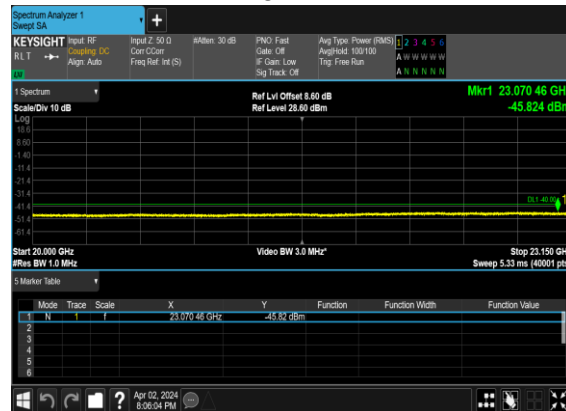 Spectrum Analyzer 1
Swept SA
KEYSIGHT Input: RF Input Z: 50 Ω #Atten: 30 dB PNO: Fast Avg Type: Power (RMS) 1 2 3 4 5 6
RLT Coupling: DC Corr CCorr Gate: Off Avg|Hold: 100/100 A W W W W W
Align: Auto Freq Ref: Int (S) IF Gain: Low Trig: Free Run
Sig Track: Off A N N N N N
1 Spectrum Ref Lvl Offset 8.60 dB Mkr1 23.070 46 GH
Scale/Div 10 dB Ref Level 28.60 dBm -45.824 dBm
Log
18.6
8.60
-1.40
-11.4
-21.4
-31.4
DL1 -40.00 1
-41.4
-51.4
-61.4
Start 20.000 GHz Video BW 3.0 MHz* Stop 23.150 GH
#Res BW 1.0 MHz Sweep 5.33 ms (40001 pts
5 Marker Table
Mode Trace Scale X Y Function Function Width Function Value
1 N 1 f 23.070 46 GHz -45.82 dBm
2
3
4
5
6
? Apr 02, 2024
8:06:04 PM